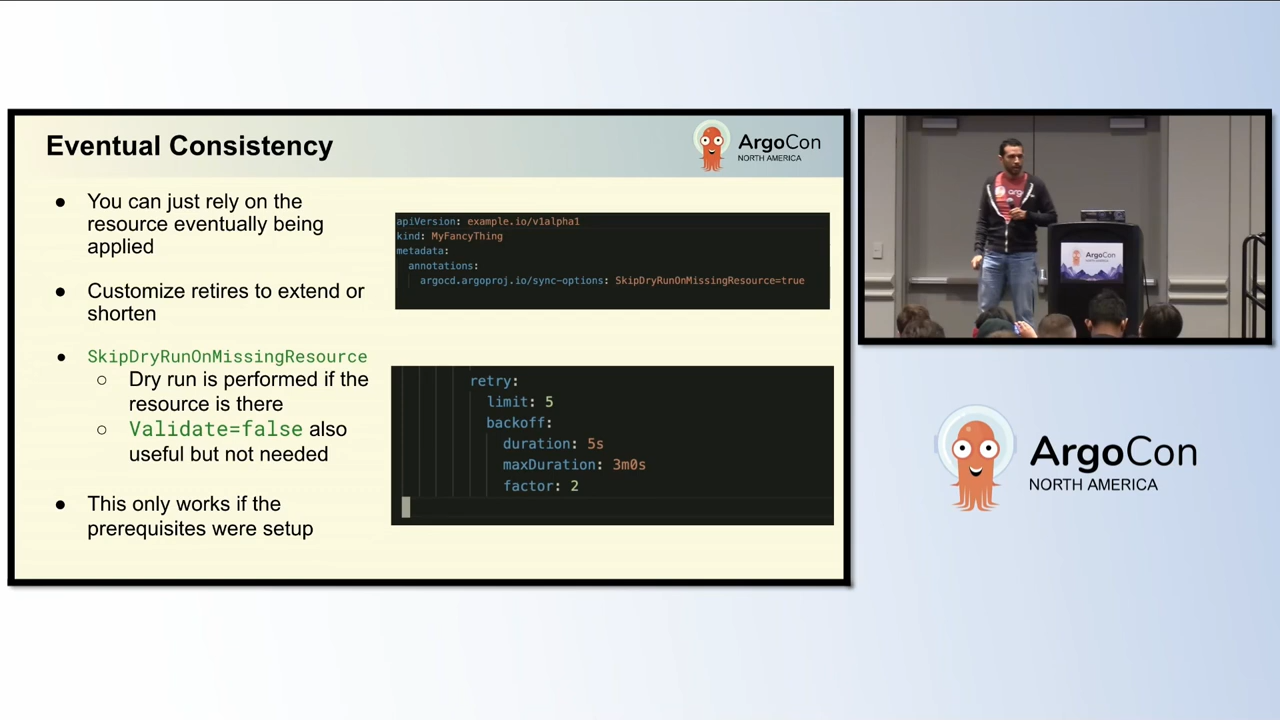 Eventual Consistency
ArgoCon
NORTH AMERICA
● You can just rely on the
resource eventually being
applied
● Customize retires to extend or
shorten
● SkipDryRunOnMissingResource
○ Dry run is performed if the
resource is there
○ Validate=false also
useful but not needed
● This only works if the
prerequisites were setup
apiVersion: example.io/v1alpha1
kind: MyFancyThing
metadata:
annotations:
argocd.argoproj.io/sync-options: SkipDryRunOnMissingResource=true
retry:
limit: 5
backoff:
duration: 5s
maxDuration: 3m0s
factor: 2
argo
ArgoCon
ArgoCon
NORTH AMERICA